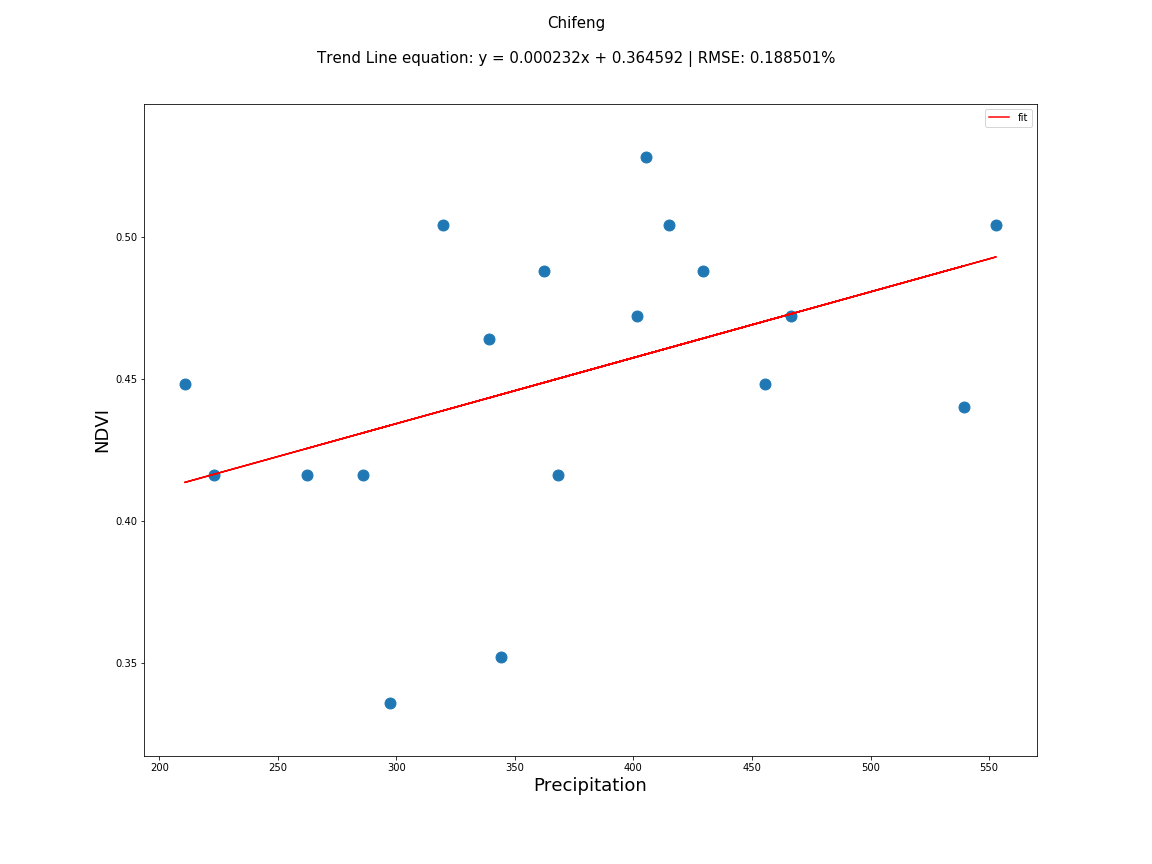 Chifeng
Trend Line equation: y = 0.000232x + 0.364592 | RMSE: 0.188501%
fit
0.50
0.45
0.40
0.35
NDVI
200 250 300 350 400 450 500 550
Precipitation